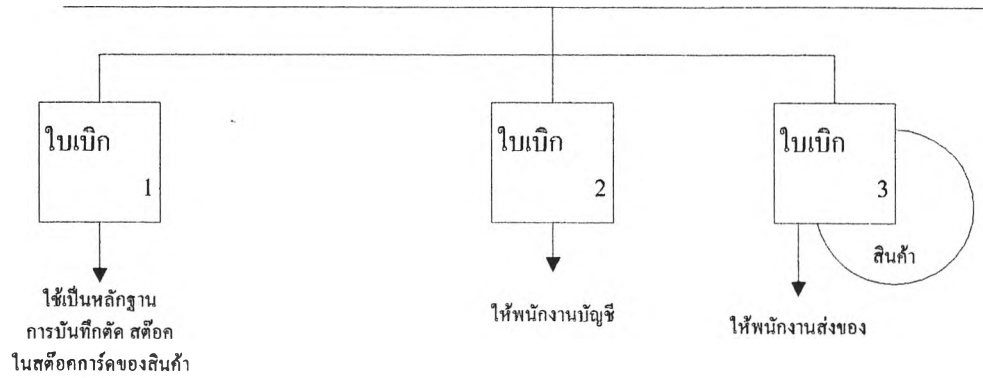 ใบเบิก
1
ใบเบิก
2
ใบเบิก
3
สินค้า
ใช้เป็นหลักฐาน
การบันทึกตัด สต๊อค
ในสต๊อคการ์ดของสินค้า
ให้พนักงานบัญชี
ให้พนักงานส่งของ